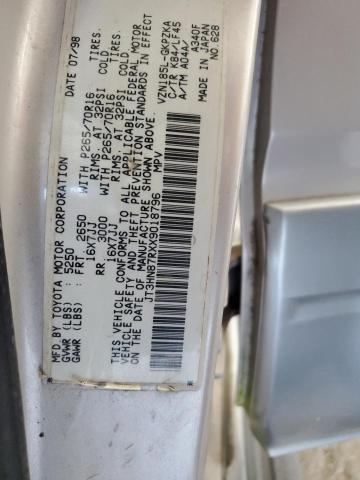 MFD BY TOYOTA MOTOR CORPORATION DATE 07/98
GVWR (LBS): 5250
GAWR (LBS): FRT 2650 WITH P265/70R16 TIRES.
16X7JJ RIMS, AT 32PSI COLD
RR 3000 WITH P265/70R16 TIRES.
16X7JJ RIMS, AT 32PSI COLD
THIS VEHICLE CONFORMS TO ALL APPLICABLE FEDERAL MOTOR
VEHICLE SAFETY AND THEFT PREVENTION STANDARDS IN EFFECT
ON THE DATE OF MANUFACTURE SHOWN ABOVE.
JT3HN87RXX9018796 MPV
VZN185L-GKPZKA
C/TR K84/LF45
A/TM A04A/ A340F
MADE IN JAPAN
NO.628